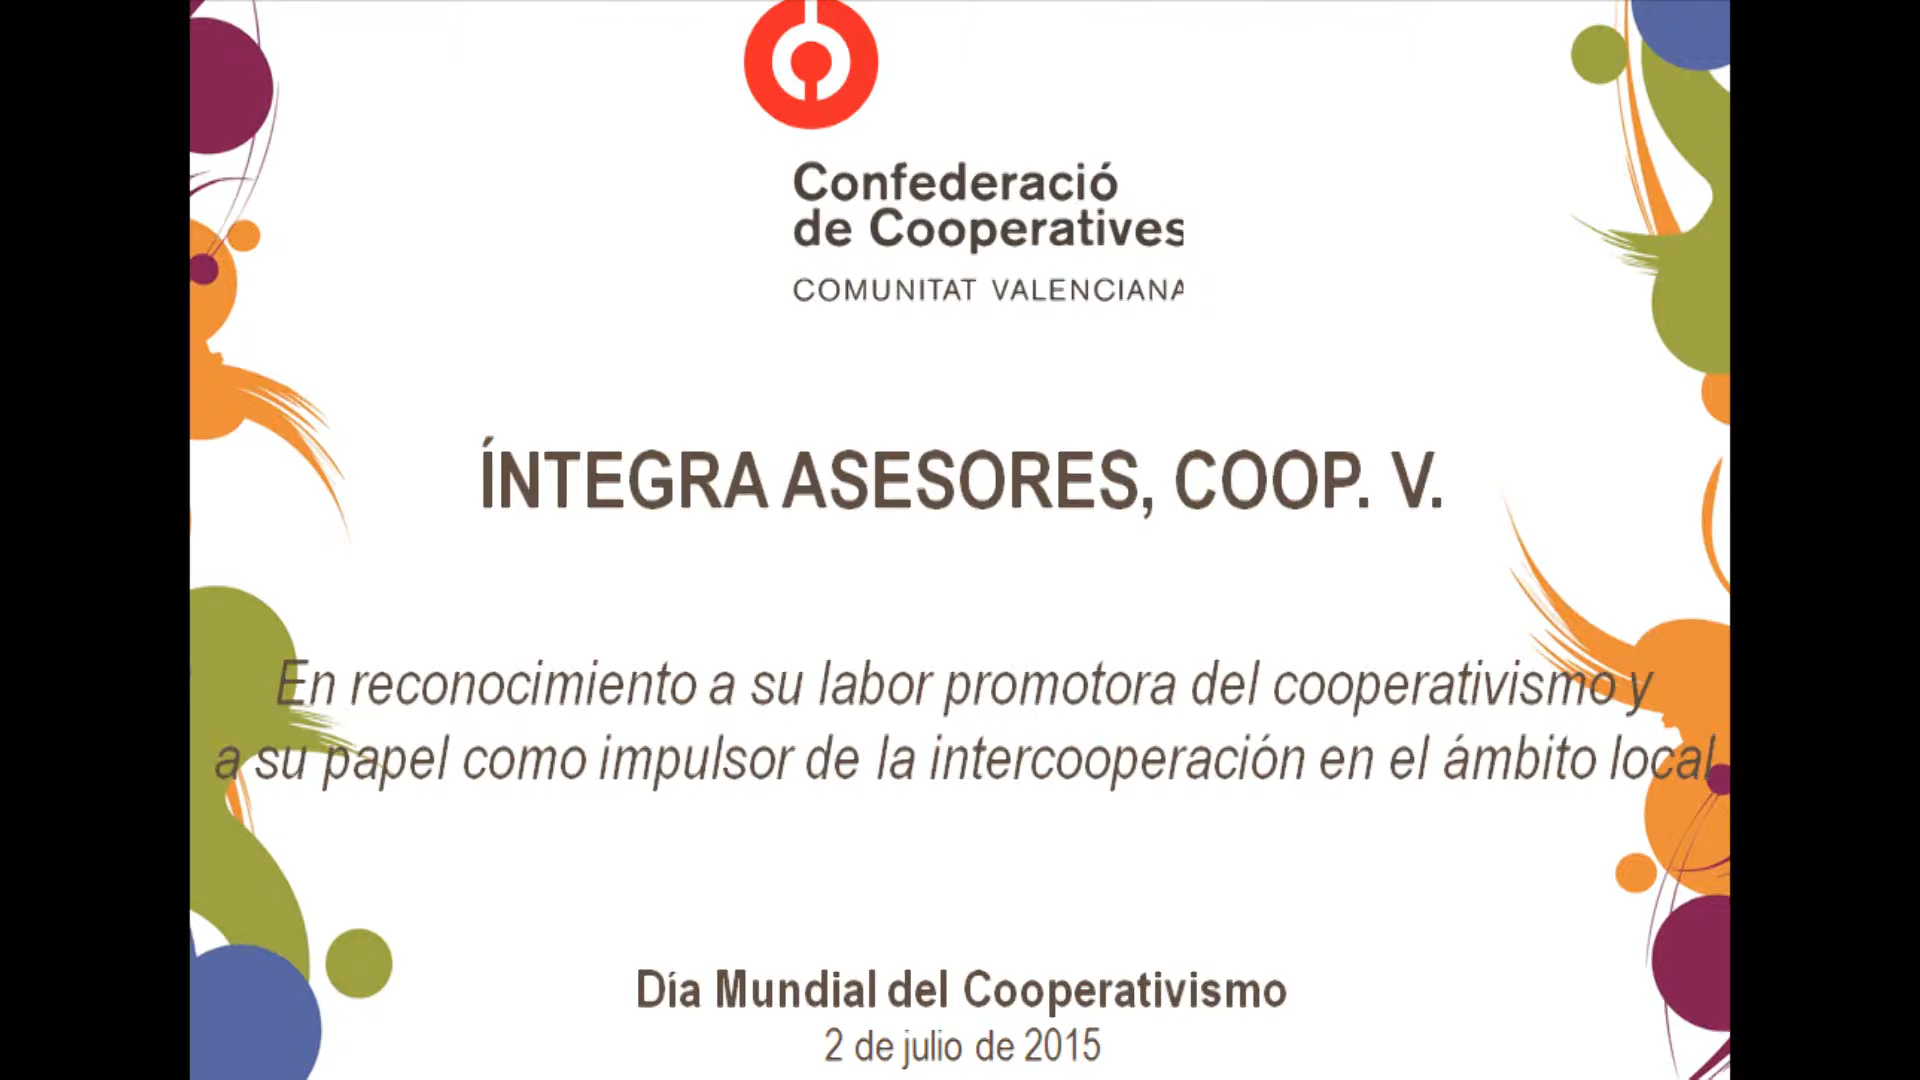 Confederació
de Cooperatives
COMUNITAT VALENCIANA
ÍNTEGRA ASESORES, COOP. V.
En reconocimiento a su labor promotora del cooperativismo y
a su papel como impulsor de la intercooperación en el ámbito local
Día Mundial del Cooperativismo
2 de julio de 2015